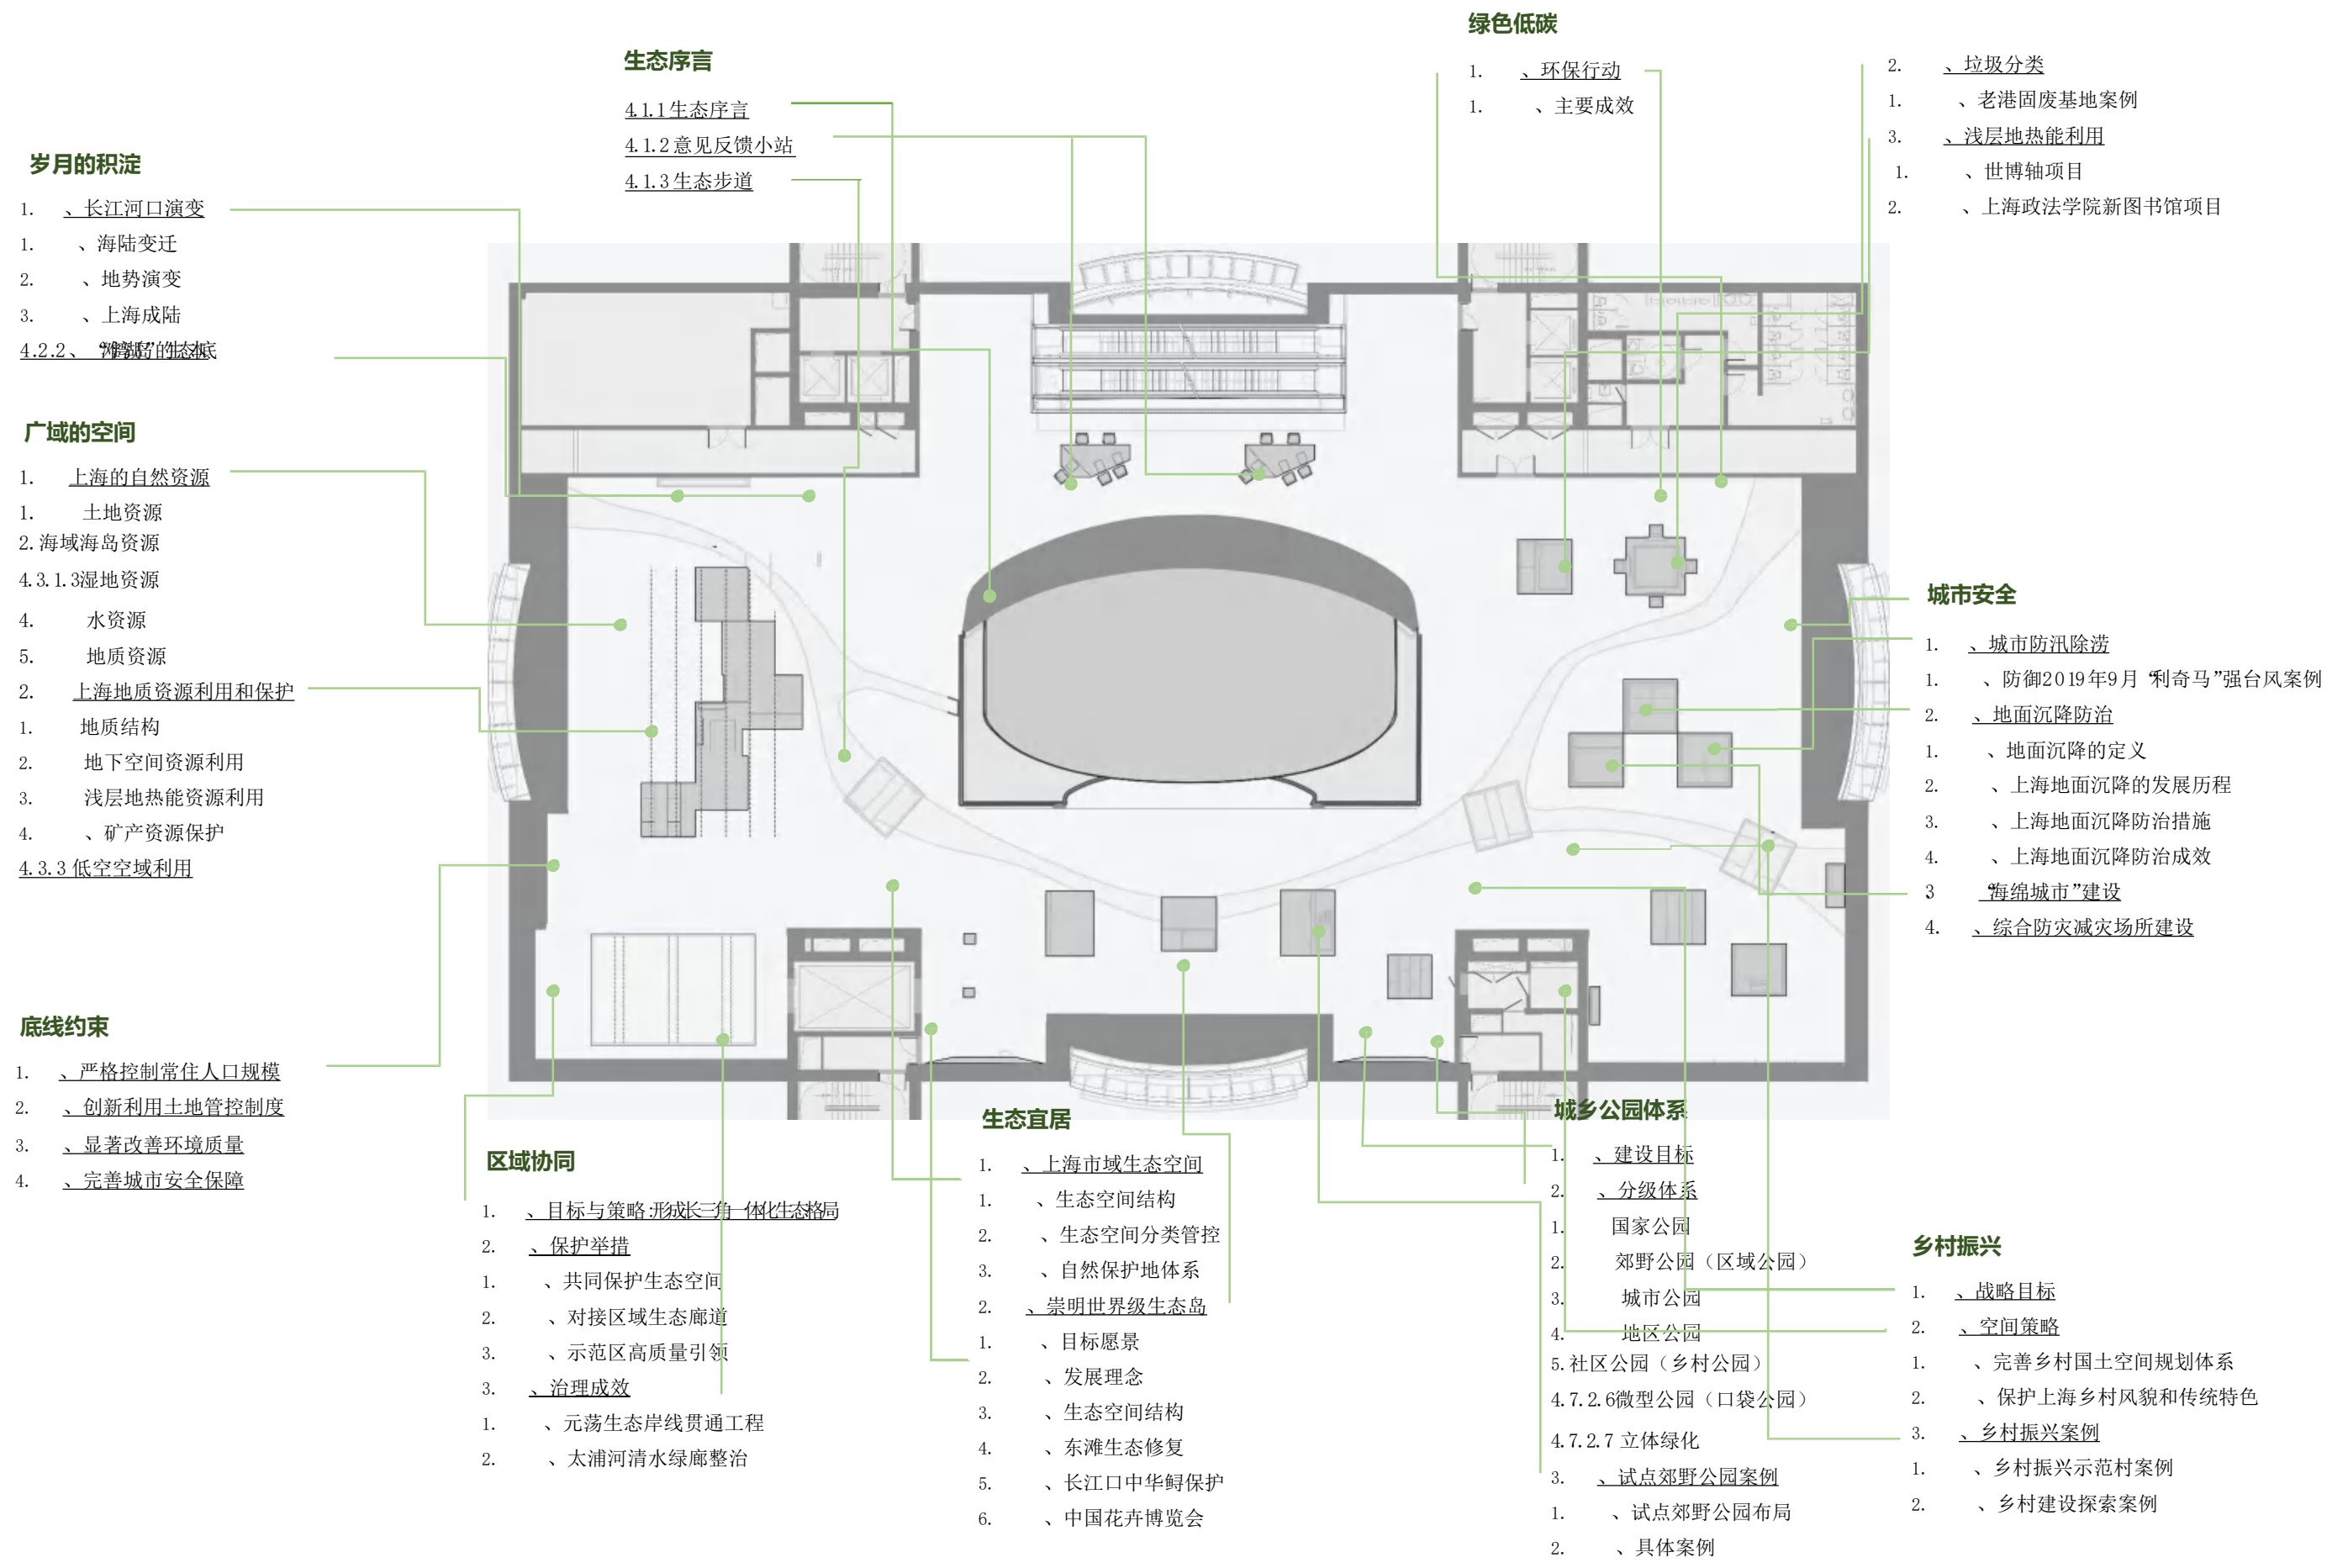 生态序言
4.1.1 生态序言
4.1.2 意见反馈小站
4.1.3 生态步道
绿色低碳
1. 、环保行动
1. 、主要成效
2. 、垃圾分类
1. 、老港固废基地案例
3. 、浅层地热能利用
1. 、世博轴项目
2. 、上海政法学院新图书馆项目
岁月的积淀
1. 、长江河口演变
1. 、海陆变迁
2. 、地势演变
3. 、上海成陆
4.2.2、 的生态底
广域的空间
1. 上海的自然资源
1. 土地资源
2. 海域海岛资源
4.3.1.3湿地资源
4. 水资源
5. 地质资源
2. 上海地质资源利用和保护
1. 地质结构
2. 地下空间资源利用
3. 浅层地热能资源利用
4. 、矿产资源保护
4.3.3 低空空域利用
底线约束
1. 、严格控制常住人口规模
2. 、创新利用土地管控制度
3. 、显著改善环境质量
4. 、完善城市安全保障
区域协同
1. 、目标与策略:形成长三角一体化生态格局
2. 、保护举措
1. 、共同保护生态空间
2. 、对接区域生态廊道
3. 、示范区高质量引领
3. 、治理成效
1. 、元荡生态岸线贯通工程
2. 、太浦河清水绿廊整治
生态宜居
1. 、上海市域生态空间
1. 、生态空间结构
2. 、生态空间分类管控
3. 、自然保护地体系
2. 、崇明世界级生态岛
1. 、目标愿景
2. 、发展理念
3. 、生态空间结构
4. 、东滩生态修复
5. 、长江口中华鲟保护
6. 、中国花卉博览会
城乡公园体系
1. 、建设目标
2. 、分级体系
1. 国家公园
2. 郊野公园（区域公园）
3. 城市公园
4. 地区公园
5. 社区公园（乡村公园）
4.7.2.6微型公园（口袋公园）
4.7.2.7 立体绿化
3. 、试点郊野公园案例
1. 、试点郊野公园布局
2. 、具体案例
城市安全
1. 、城市防汛除涝
1. 、防御2019年9月“利奇马”强台风案例
2. 、地面沉降防治
1. 、地面沉降的定义
2. 、上海地面沉降的发展历程
3. 、上海地面沉降防治措施
4. 、上海地面沉降防治成效
3 “海绵城市”建设
4. 、综合防灾减灾场所建设
乡村振兴
1. 、战略目标
2. 、空间策略
1. 、完善乡村国土空间规划体系
2. 、保护上海乡村风貌和传统特色
3. 、乡村振兴案例
1. 、乡村振兴示范村案例
2. 、乡村建设探索案例